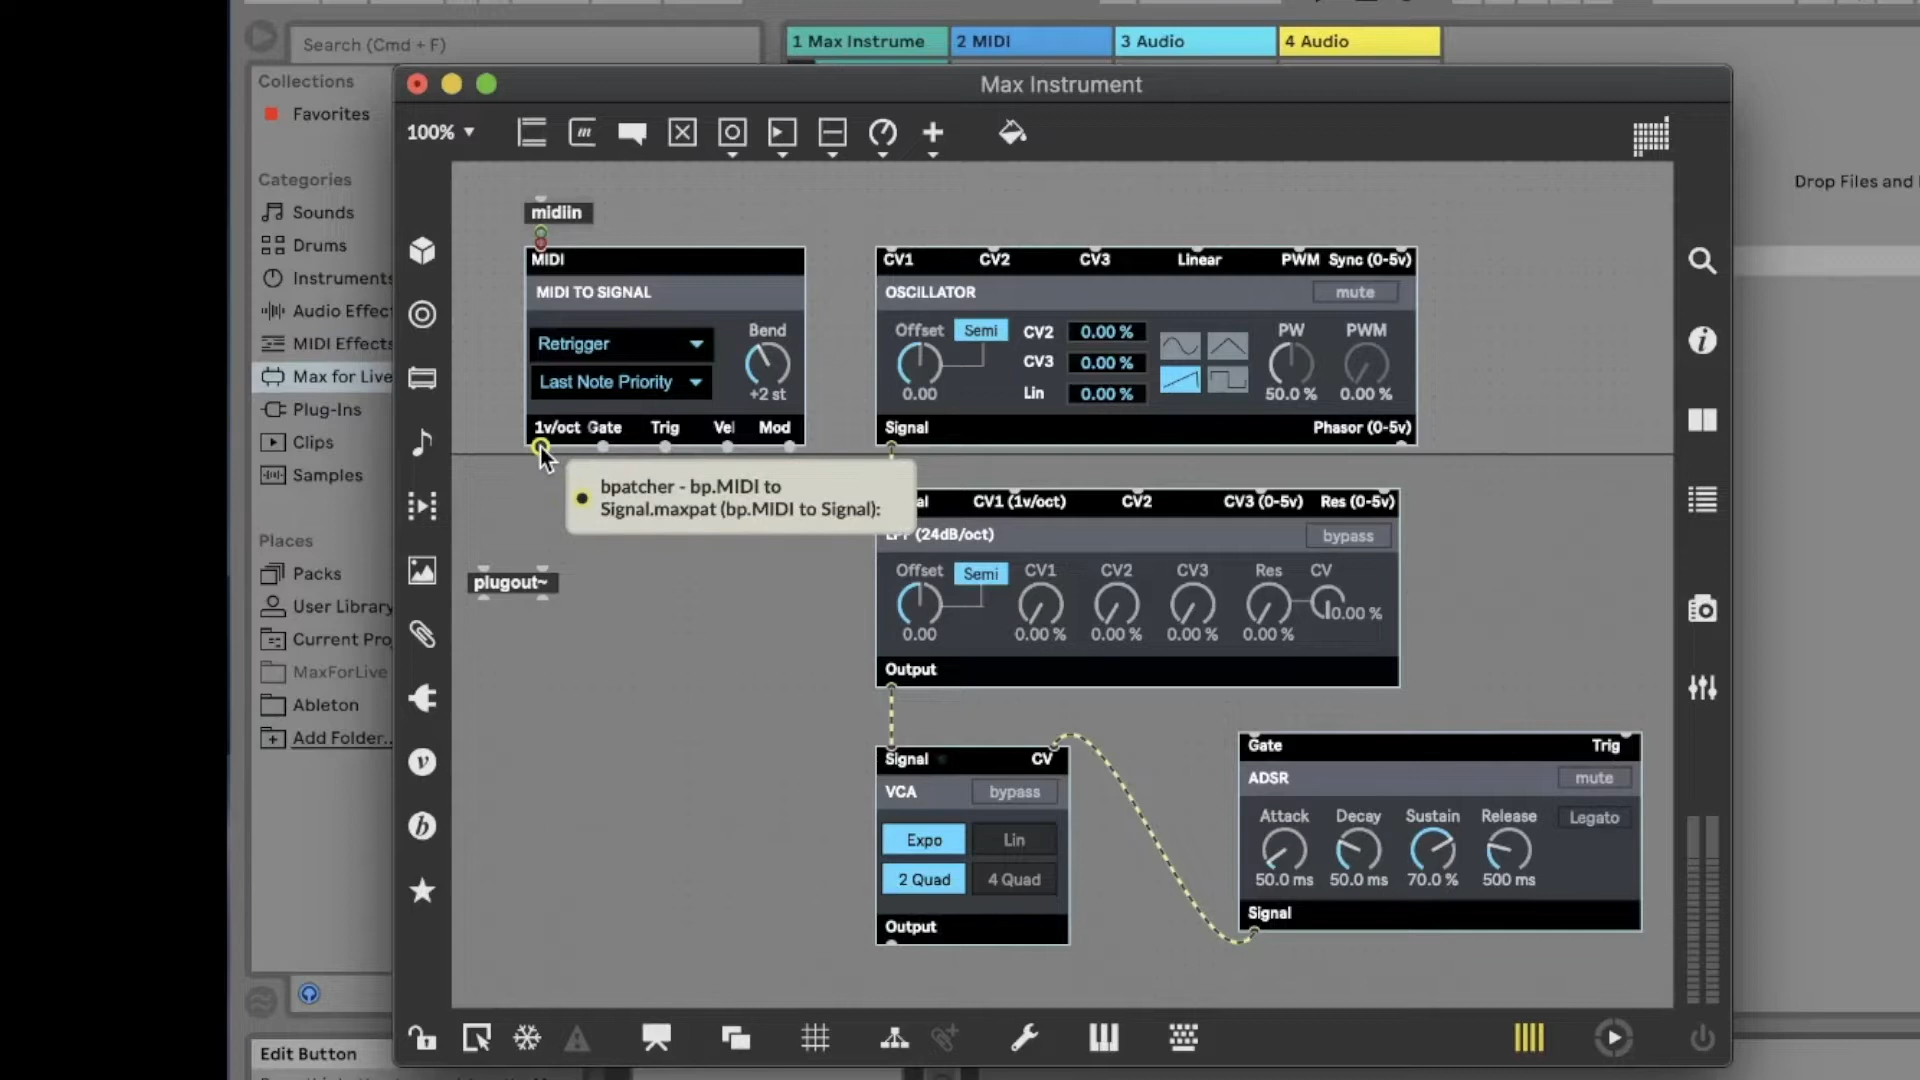 Search (Cmd + F)
1 Max Instrume
2 MIDI
3 Audio
4 Audio
Collections
Favorites
Categories
Sounds
Drums
Instruments
Audio Effec
MIDI Effects
Max for Live
Plug-Ins
Clips
Samples
Places
Packs
User Library
Current Pro
MaxForLive
Ableton
Add Folder..
Edit Button
Drop Files and
Max Instrument
100%
midiin
MIDI
MIDI TO SIGNAL
Retrigger
Last Note Priority
Bend
+2 st
1v/oct Gate Trig Vel Mod
bpatcher - bp.MIDI to
Signal.maxpat (bp.MIDI to Signal):
plugout~
CV1 CV2 CV3 Linear PWM Sync (0-5v)
OSCILLATOR mute
Offset Semi
0.00
CV2 0.00 %
CV3 0.00 %
Lin 0.00 %
PW PWM
50.0 % 0.00 %
Signal Phasor (0-5v)
CV1 (1v/oct) CV2 CV3 (0-5v) Res (0-5v)
(24dB/oct) bypass
Offset Semi CV1 CV2 CV3 Res CV
0.00 0.00 % 0.00 % 0.00 % 0.00 % 0.00 %
Output
Signal CV
VCA bypass
Expo Lin
2 Quad 4 Quad
Output
Gate Trig
ADSR mute
Attack Decay Sustain Release Legato
50.0 ms 50.0 ms 70.0 % 500 ms
Signal